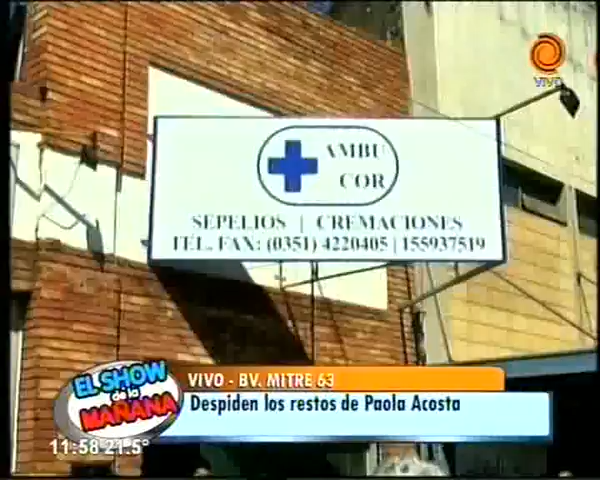 VIVO
AMBU
COR
SEPELIOS | CREMACIONES
TEL. FAX: (0351) 4220405 | 155937519
EL SHOW
de la
MAÑANA
VIVO - BV. MITRE 63
Despiden los restos de Paola Acosta
11:58 21.5°